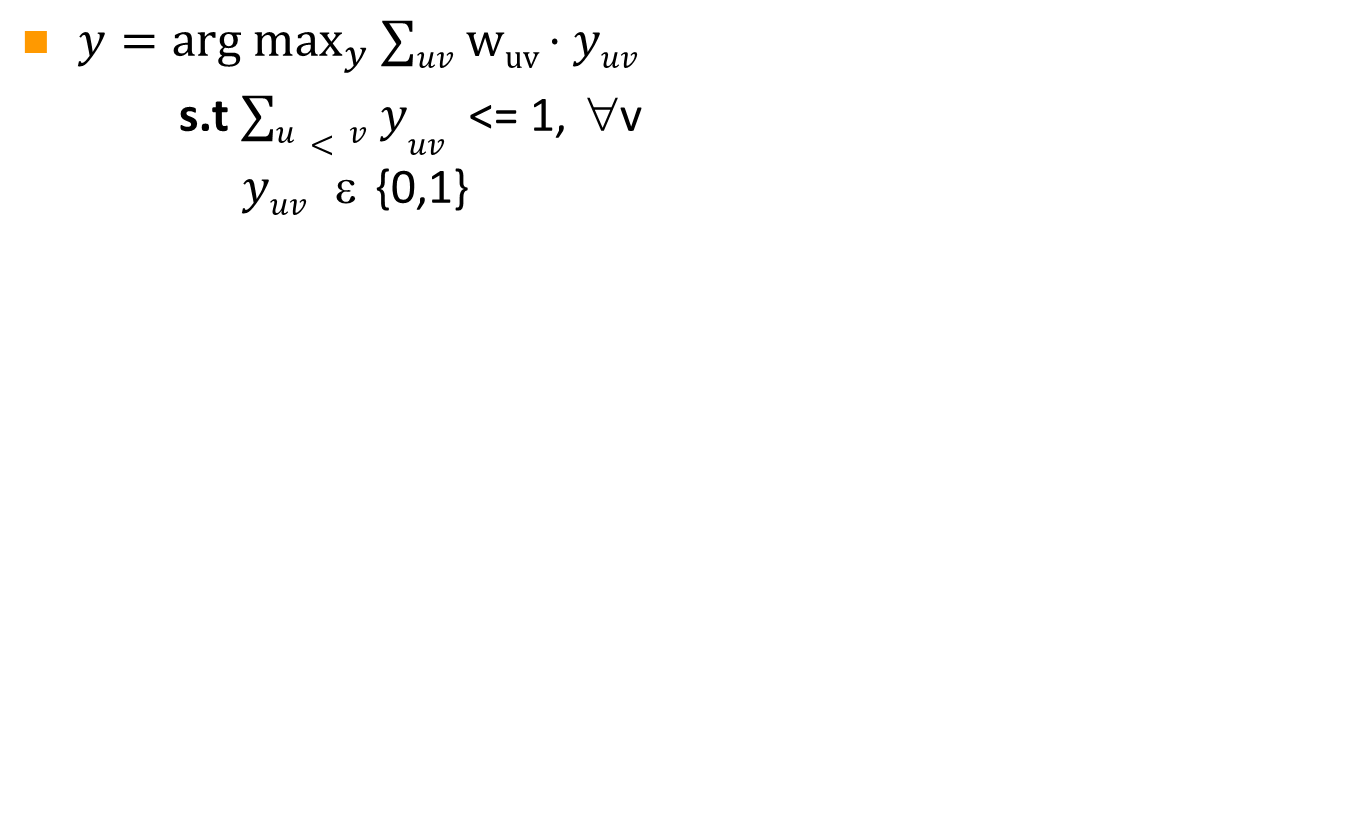 ■ y = arg max_y ∑_uv w_uv · y_uv
s.t ∑_u < v y_uv <= 1, ∀v
y_uv ε {0,1}